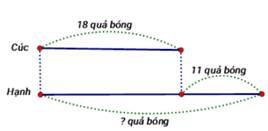 18 quả bóng
Cúc
11 quả bóng
Hạnh
? quả bóng